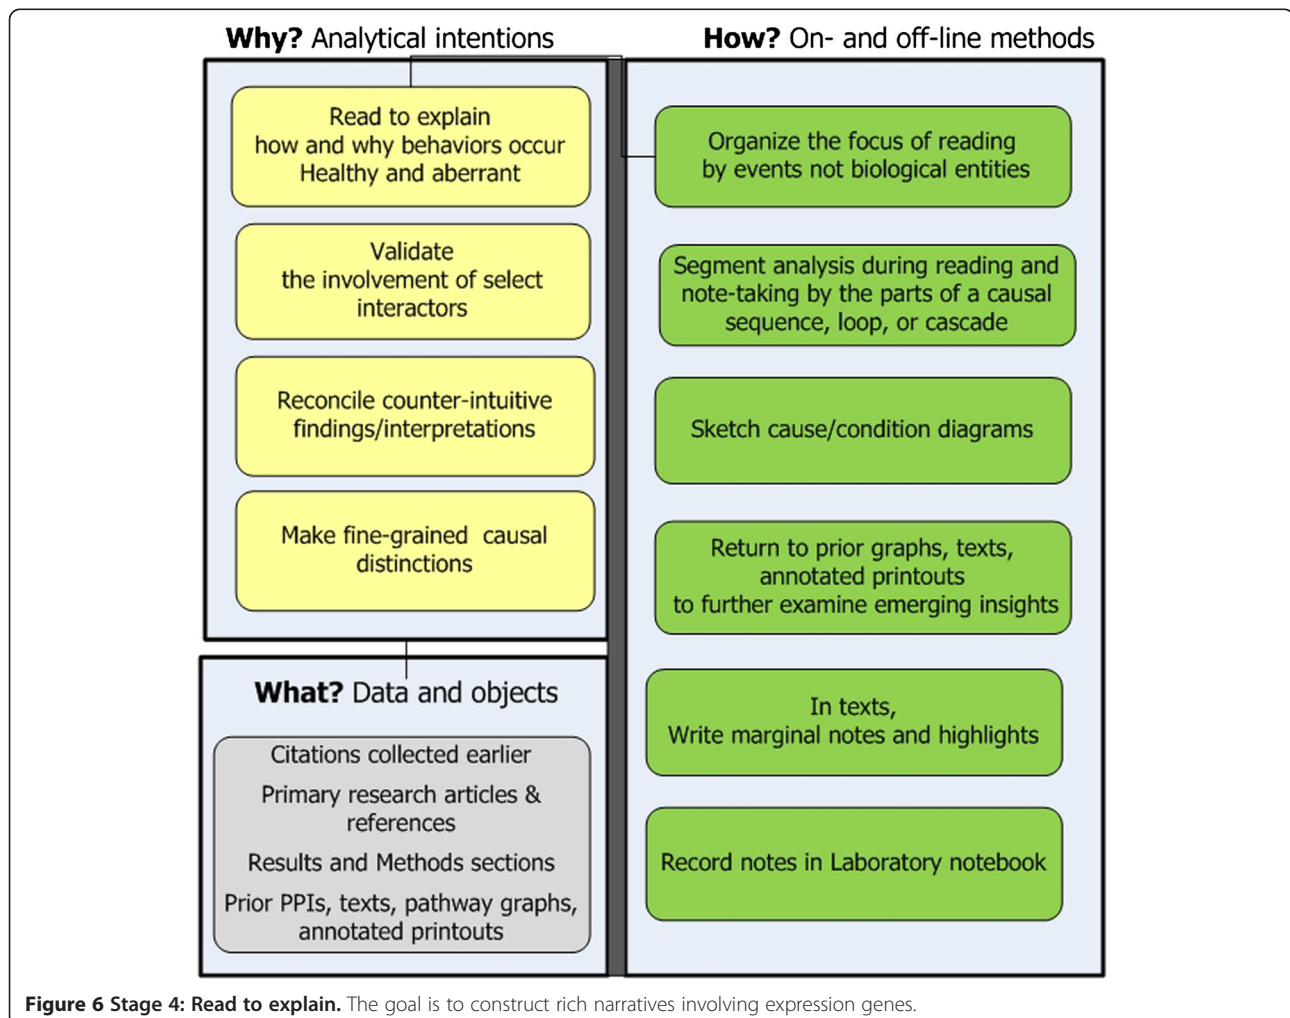 Why? Analytical intentions
Read to explain
how and why behaviors occur
Healthy and aberrant
Validate
the involvement of select
interactors
Reconcile counter-intuitive
findings/interpretations
Make fine-grained causal
distinctions
What? Data and objects
Citations collected earlier
Primary research articles &
references
Results and Methods sections
Prior PPIs, texts, pathway graphs,
annotated printouts
How? On- and off-line methods
Organize the focus of reading
by events not biological entities
Segment analysis during reading and
note-taking by the parts of a causal
sequence, loop, or cascade
Sketch cause/condition diagrams
Return to prior graphs, texts,
annotated printouts
to further examine emerging insights
In texts,
Write marginal notes and highlights
Record notes in Laboratory notebook
Figure 6 Stage 4: Read to explain. The goal is to construct rich narratives involving expression genes.